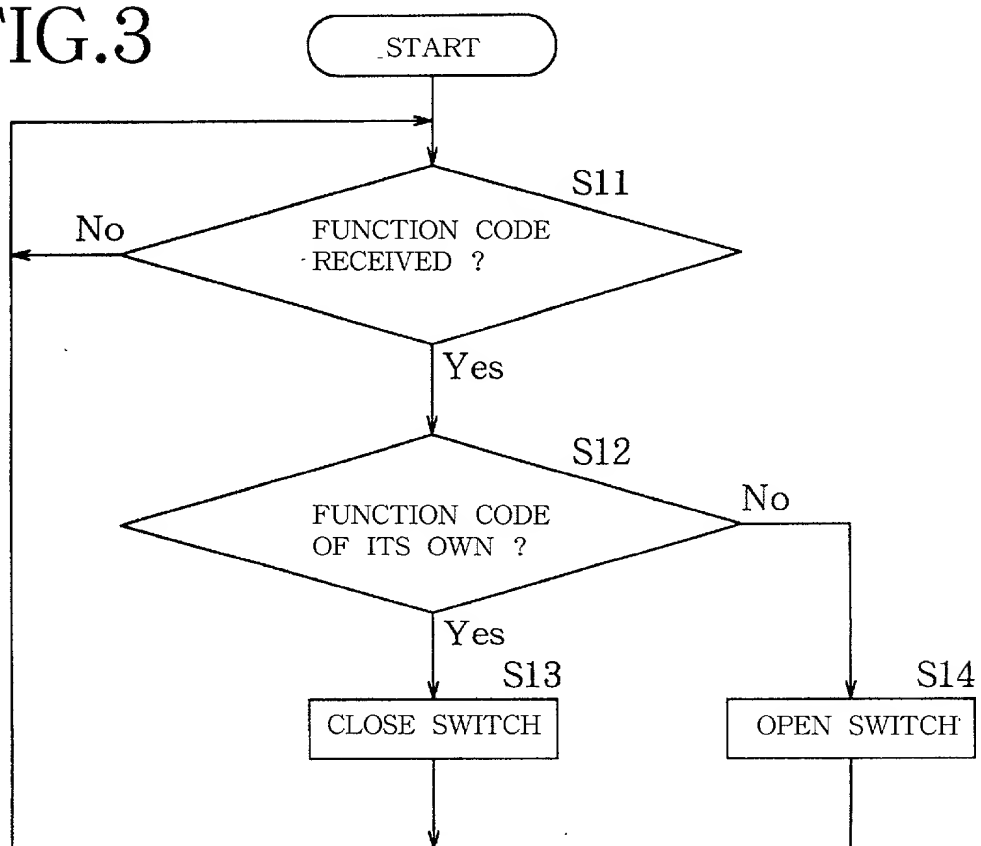 FIG.3
START
S11
No
FUNCTION CODE
RECEIVED ?
Yes
S12
No
FUNCTION CODE
OF ITS OWN ?
Yes
S13
S14
CLOSE SWITCH
OPEN SWITCH